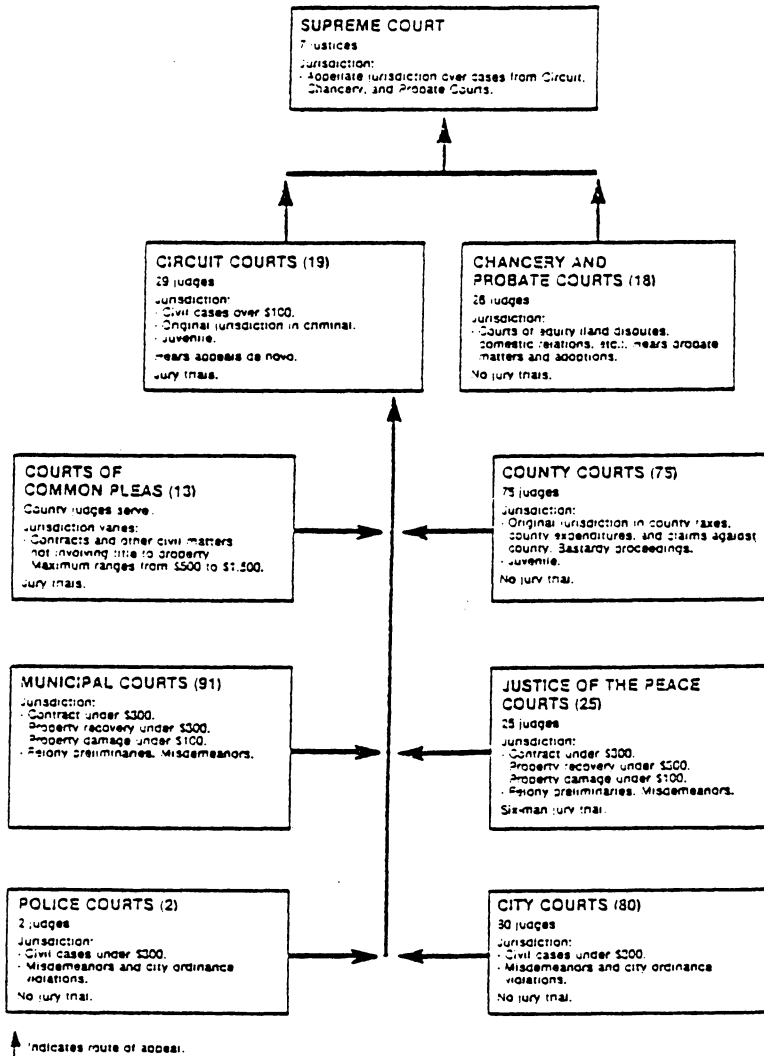 SUPREME COURT
7 justices
Jurisdiction:
- Appellate jurisdiction over cases from Circuit,
Chancery, and Probate Courts.
CIRCUIT COURTS (19)
29 judges
Jurisdiction:
- Civil cases over $100.
- Original jurisdiction in criminal.
- Juvenile.
Hears appeals de novo.
Jury trials.
CHANCERY AND
PROBATE COURTS (18)
26 judges
Jurisdiction:
- Courts of equity (land disputes,
domestic relations, etc.). Hears probate
matters and adoptions.
No jury trials.
COURTS OF
COMMON PLEAS (13)
County judges serve.
Jurisdiction varies:
- Contracts and other civil matters
not involving title to property.
Maximum ranges from $500 to $1,500.
Jury trials.
COUNTY COURTS (75)
75 judges
Jurisdiction:
- Original jurisdiction in county taxes,
county expenditures, and claims against
county. Bastardy proceedings.
- Juvenile.
No jury trial.
MUNICIPAL COURTS (91)
Jurisdiction:
- Contract under $300.
Property recovery under $300.
Property damage under $100.
- Felony preliminaries. Misdemeanors.
JUSTICE OF THE PEACE
COURTS (25)
25 judges
Jurisdiction:
- Contract under $300.
Property recovery under $300.
Property damage under $100.
- Felony preliminaries. Misdemeanors.
Six-man jury trial.
POLICE COURTS (2)
2 judges
Jurisdiction:
- Civil cases under $300.
- Misdemeanors and city ordinance
violations.
No jury trial.
CITY COURTS (80)
80 judges
Jurisdiction:
- Civil cases under $300.
- Misdemeanors and city ordinance
violations.
No jury trial.
Indicates route of appeal.